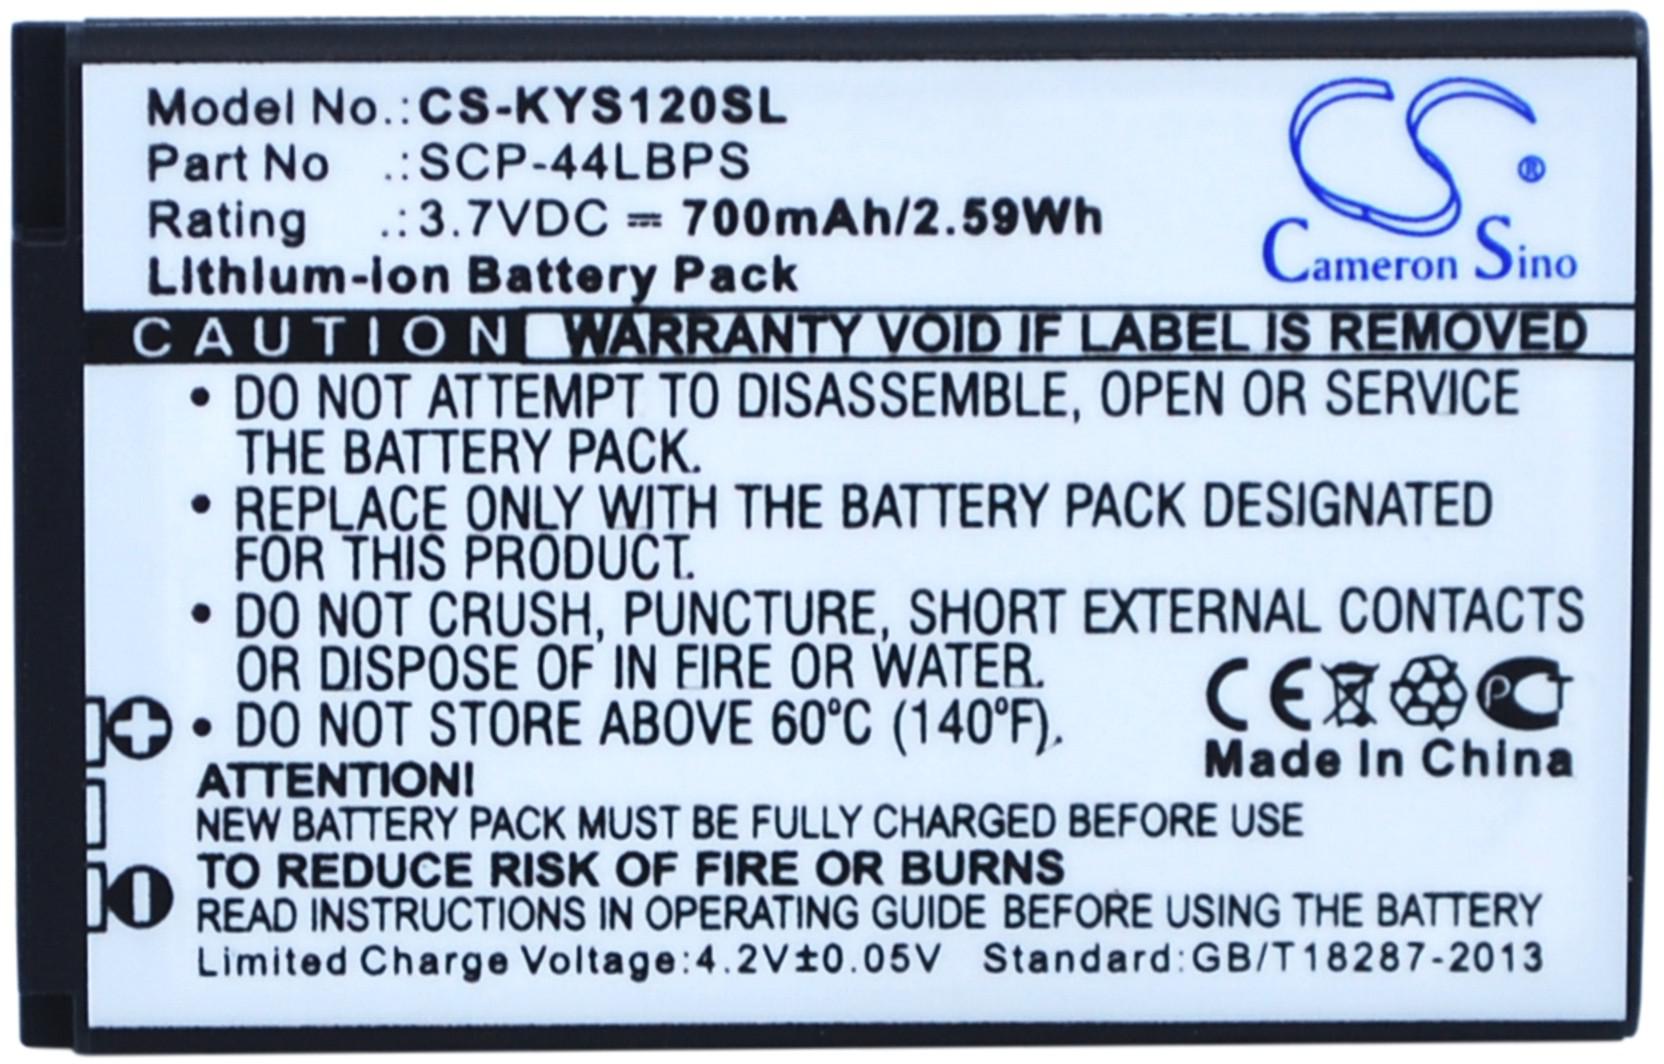 Model No.:CS-KYS120SL
Part No .:SCP-44LBPS
Rating .:3.7VDC ⎓ 700mAh/2.59Wh
Lithium-ion Battery Pack
CS ®
Cameron Sino
CAUTION WARRANTY VOID IF LABEL IS REMOVED
• DO NOT ATTEMPT TO DISASSEMBLE, OPEN OR SERVICE
THE BATTERY PACK.
• REPLACE ONLY WITH THE BATTERY PACK DESIGNATED
FOR THIS PRODUCT.
• DO NOT CRUSH, PUNCTURE, SHORT EXTERNAL CONTACTS
OR DISPOSE OF IN FIRE OR WATER.
• DO NOT STORE ABOVE 60°C (140°F).
CE PCT
Made In China
ATTENTION!
NEW BATTERY PACK MUST BE FULLY CHARGED BEFORE USE
TO REDUCE RISK OF FIRE OR BURNS
READ INSTRUCTIONS IN OPERATING GUIDE BEFORE USING THE BATTERY
Limited Charge Voltage:4.2V±0.05V Standard:GB/T18287-2013
+
-